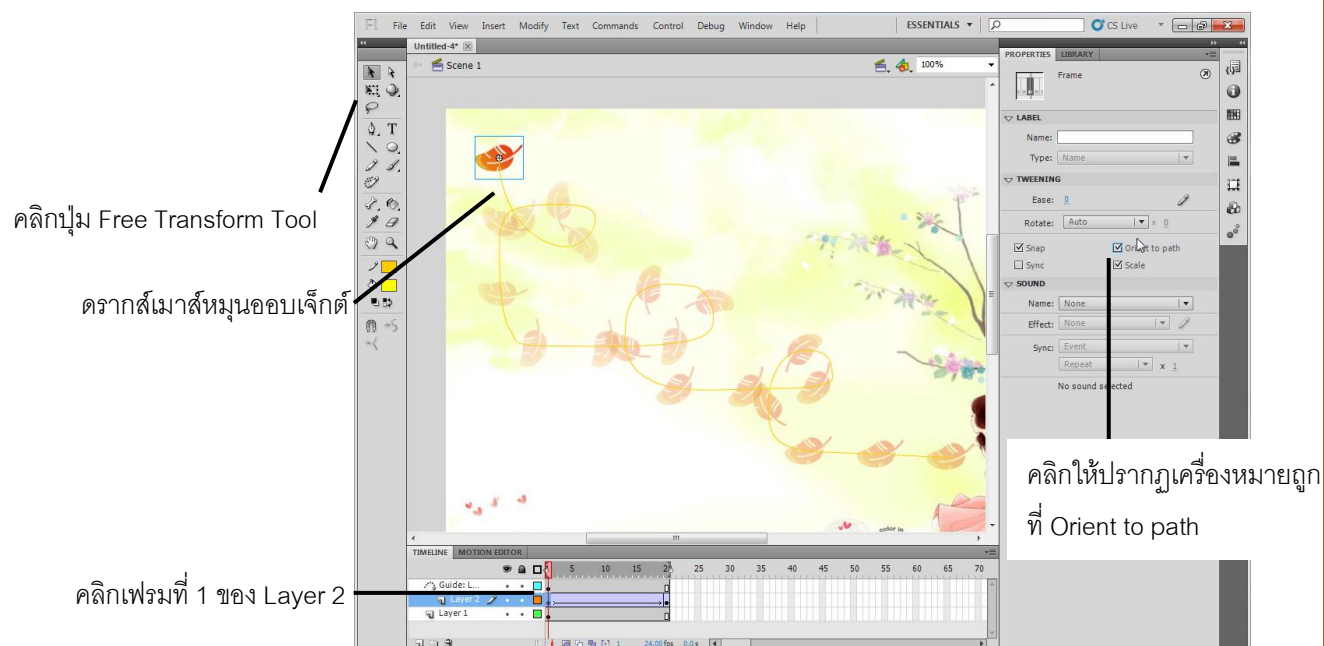 Fl File Edit View Insert Modify Text Commands Control Debug Window Help ESSENTIALS CS Live
Untitled-4*
Scene 1 100%
PROPERTIES LIBRARY
Frame
LABEL
Name:
Type: Name
TWEENING
Ease: 0
Rotate: Auto x 0
Snap Orient to path
Sync Scale
SOUND
Name: None
Effect: None
Sync: Event
Repeat x 1
No sound selected
คลิกปุ่ม Free Transform Tool
ดรากส์เมาส์หมุนออบเจ็กต์
คลิกให้ปรากฏเครื่องหมายถูก
ที่ Orient to path
color in
TIMELINE MOTION EDITOR
5 10 15 20 25 30 35 40 45 50 55 60 65 70
Guide: L...
Layer 2
Layer 1
คลิกเฟรมที่ 1 ของ Layer 2
1 24.00 fps 0.0 s